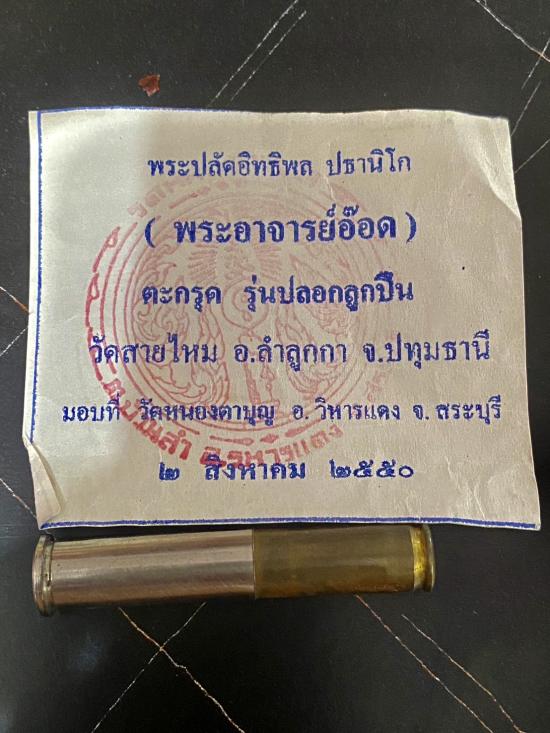 พระปลัดอิทธิพล ปธานิโก
( พระอาจารย์อ๊อด )
ตะกรุด รุ่นปลอกลูกปืน
วัดสายไหม อ.ลำลูกกา จ.ปทุมธานี
มอบที่ วัดหนองตาบุญ อ.วิหารแดง จ.สระบุรี
๒ สิงหาคม ๒๕๕๐